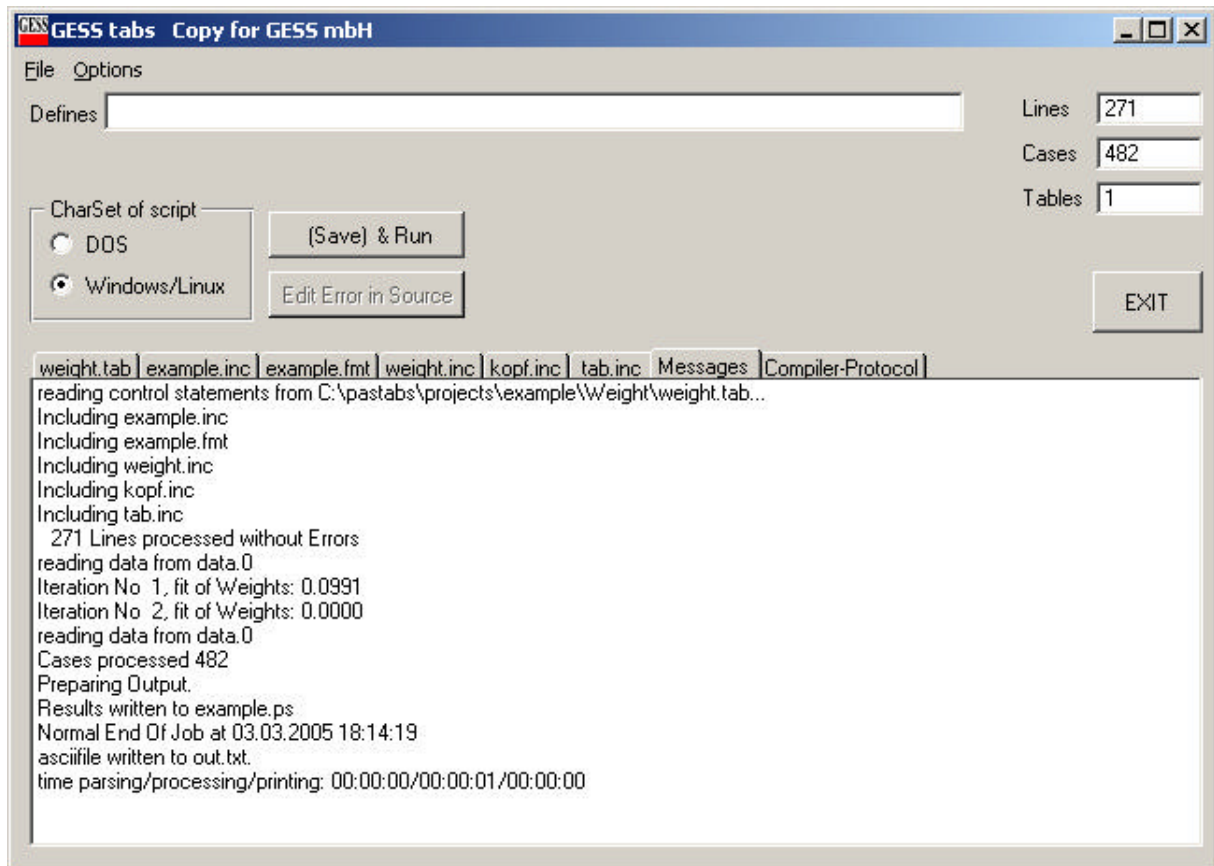 GESS GESS tabs Copy for GESS mbH
File Options
Defines
Lines 271
Cases 482
Tables 1
CharSet of script
DOS
Windows/Linux
(Save) & Run
Edit Error in Source
EXIT
weight.tab example.inc example.fmt weight.inc kopf.inc tab.inc Messages Compiler-Protocol
reading control statements from C:\pastabs\projects\example\Weight\weight.tab...
Including example.inc
Including example.fmt
Including weight.inc
Including kopf.inc
Including tab.inc
271 Lines processed without Errors
reading data from data.0
Iteration No 1, fit of Weights: 0.0991
Iteration No 2, fit of Weights: 0.0000
reading data from data.0
Cases processed 482
Preparing Output.
Results written to example.ps
Normal End Of Job at 03.03.2005 18:14:19
asciifile written to out.txt.
time parsing/processing/printing: 00:00:00/00:00:01/00:00:00